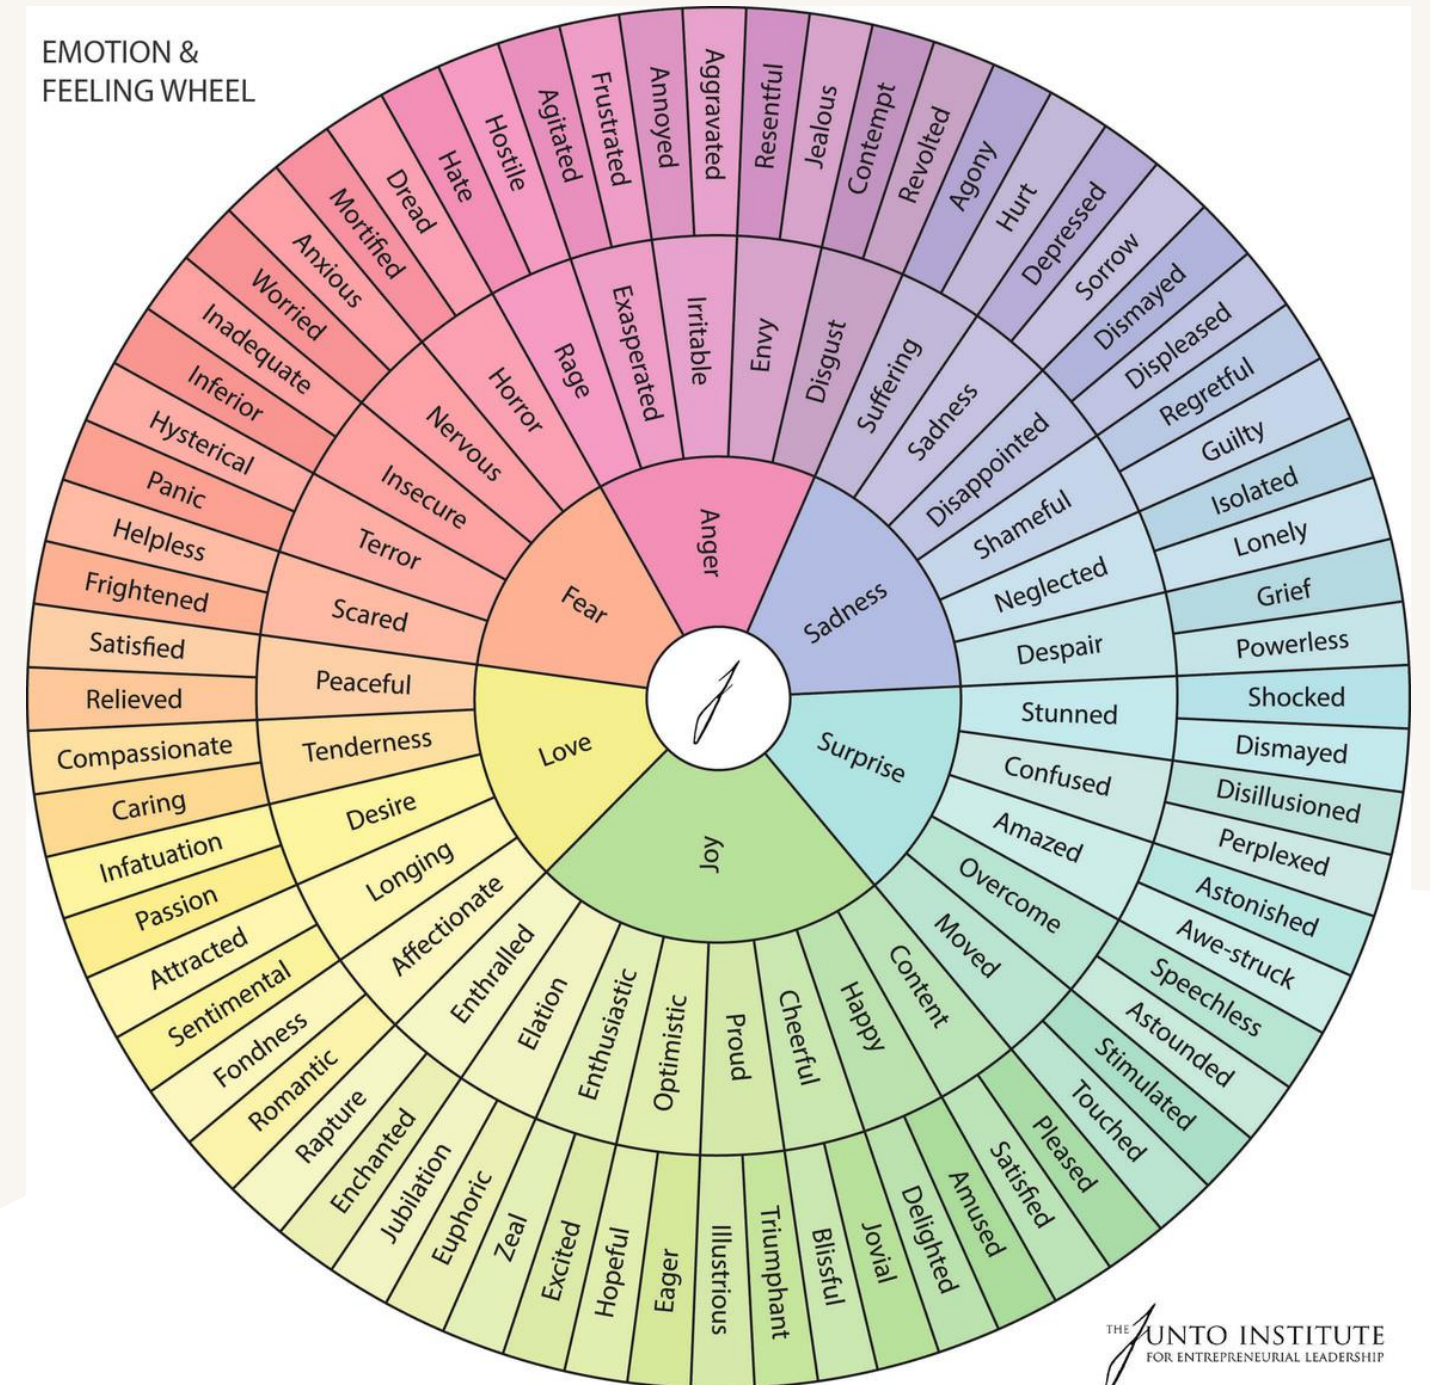 EMOTION &
FEELING WHEEL
Anger
Sadness
Surprise
Joy
Love
Fear
Rage
Exasperated
Irritable
Envy
Disgust
Suffering
Sadness
Disappointed
Shameful
Neglected
Despair
Stunned
Confused
Amazed
Overcome
Moved
Content
Happy
Cheerful
Proud
Optimistic
Enthusiastic
Elation
Enthralled
Affectionate
Longing
Desire
Tenderness
Peaceful
Scared
Terror
Insecure
Nervous
Horror
Hate
Hostile
Agitated
Frustrated
Annoyed
Aggravated
Resentful
Jealous
Contempt
Revolted
Agony
Hurt
Depressed
Sorrow
Dismayed
Displeased
Regretful
Guilty
Isolated
Lonely
Grief
Powerless
Shocked
Dismayed
Disillusioned
Perplexed
Astonished
Awe-struck
Speechless
Astounded
Stimulated
Touched
Pleased
Satisfied
Amused
Delighted
Jovial
Blissful
Triumphant
Illustrious
Eager
Hopeful
Excited
Zeal
Euphoric
Jubilation
Enchanted
Rapture
Romantic
Fondness
Sentimental
Attracted
Passion
Infatuation
Caring
Compassionate
Relieved
Satisfied
Frightened
Helpless
Panic
Hysterical
Inferior
Inadequate
Worried
Anxious
Mortified
Dread
THE JUNTO INSTITUTE
FOR ENTREPRENEURIAL LEADERSHIP